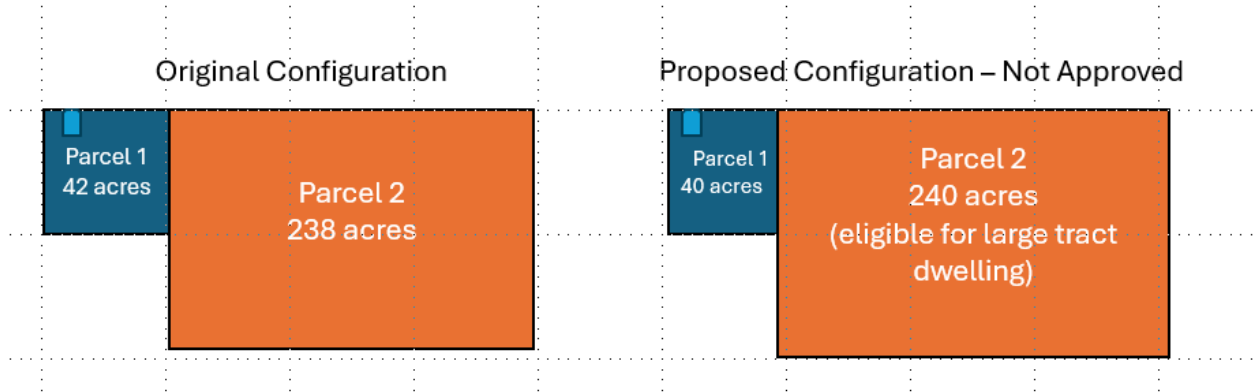 Original Configuration
Parcel 1
42 acres
Parcel 2
238 acres
Proposed Configuration – Not Approved
Parcel 1
40 acres
Parcel 2
240 acres
(eligible for large tract
dwelling)